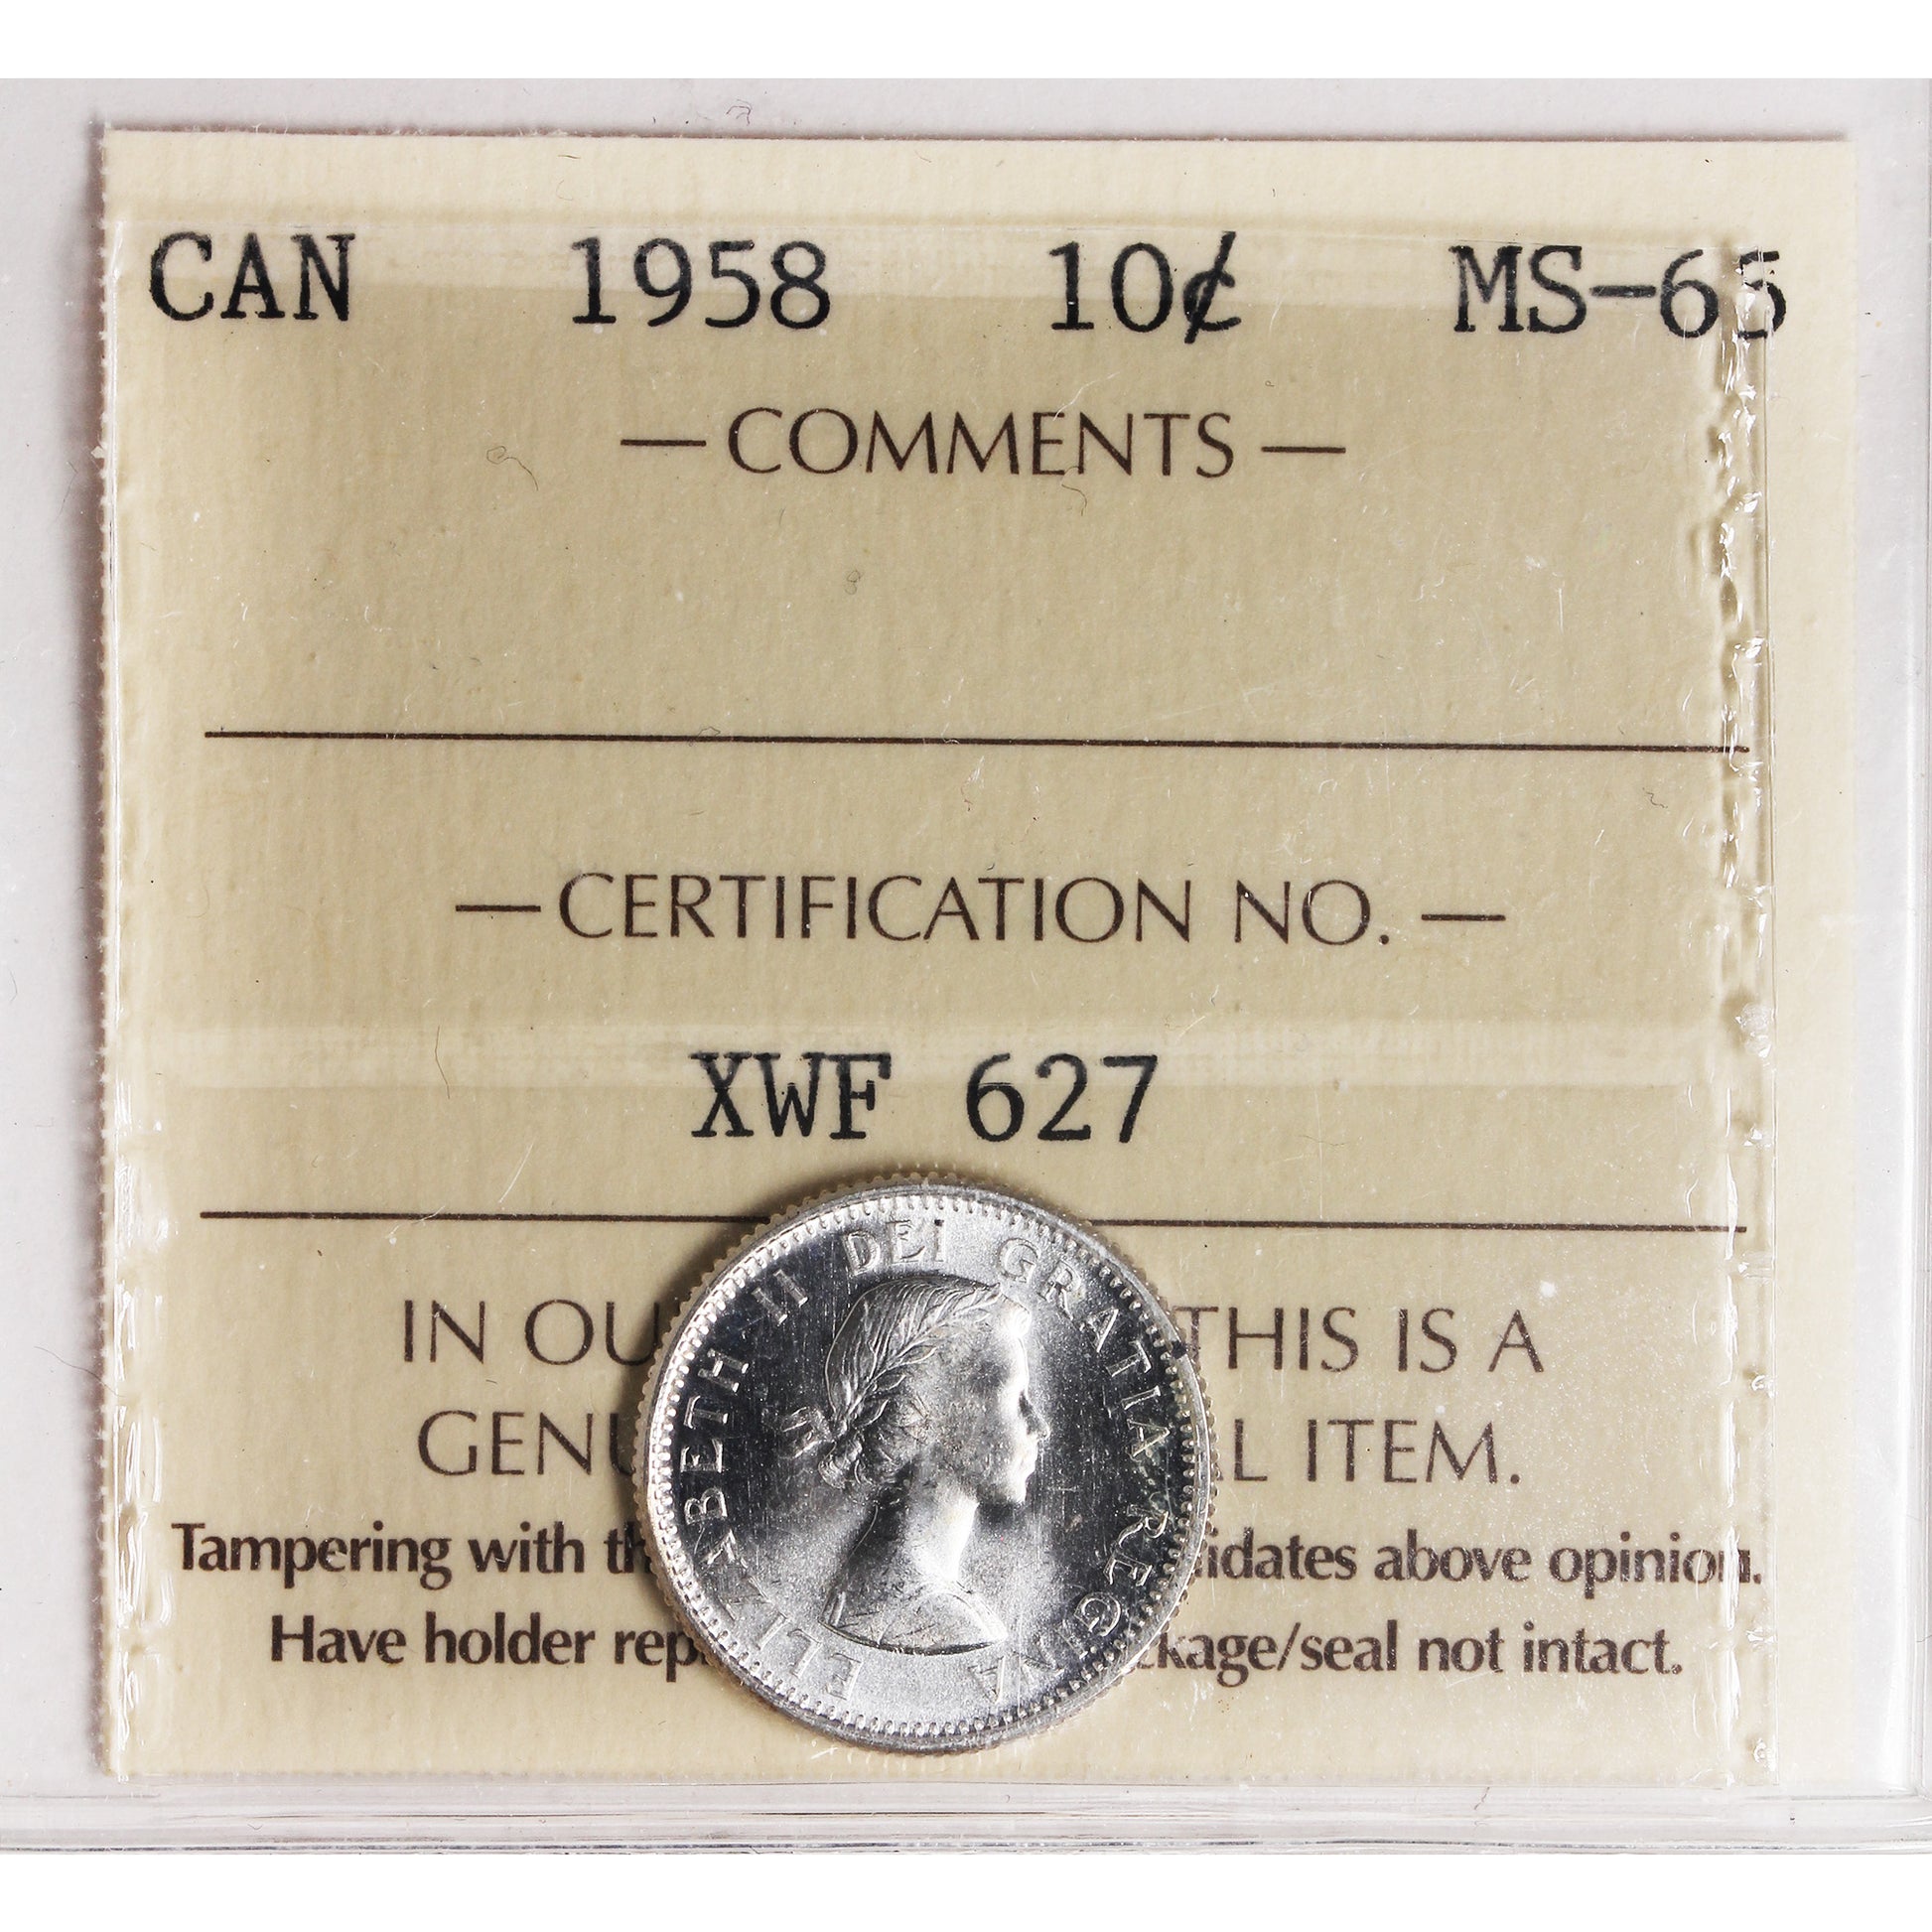 CAN 1958 10¢ MS-65
— COMMENTS —
— CERTIFICATION NO. —
XWF 627
ELIZABETH II DEI GRATIA REGINA
IN OU THIS IS A
GENU L ITEM.
Tampering with th idates above opinion.
Have holder rep ckage/seal not intact.